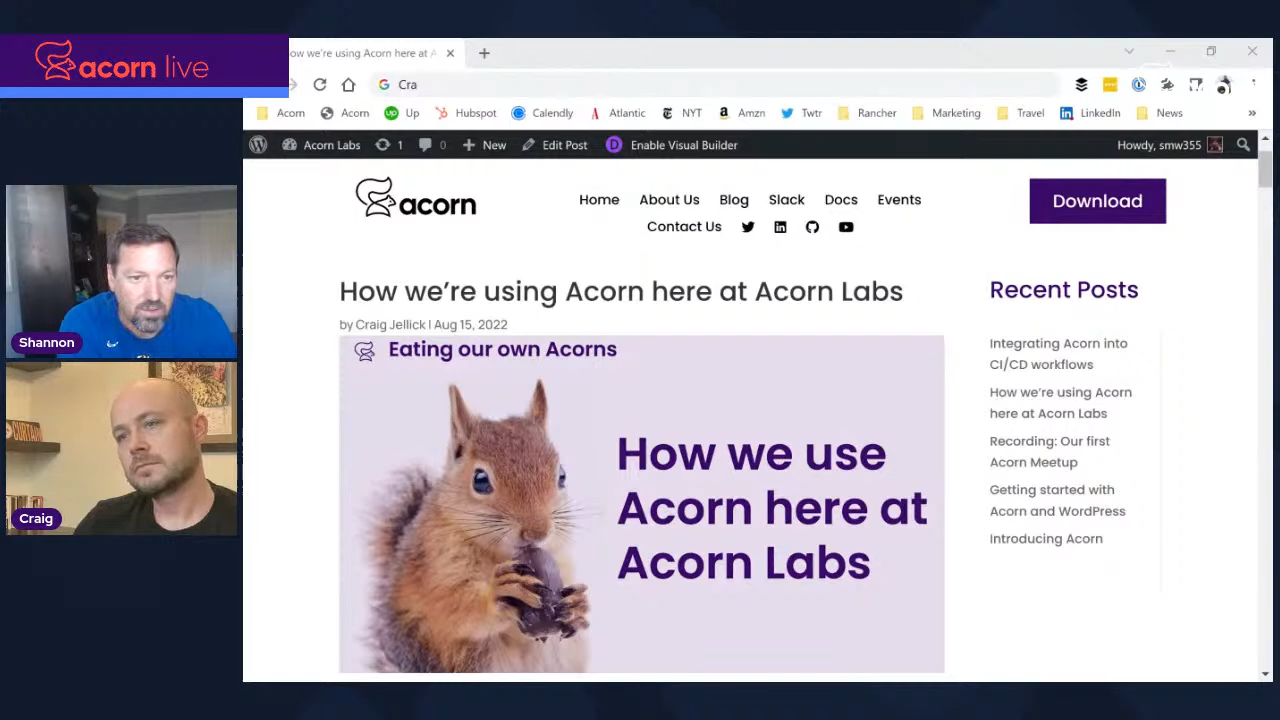 acorn live
ow we're using Acorn here at A
Cra
Acorn Acorn Up Hubspot Calendly Atlantic NYT Amzn Twtr Rancher Marketing Travel LinkedIn News »
Acorn Labs 1 0 New Edit Post D Enable Visual Builder Howdy, smw355
acorn
Home About Us Blog Slack Docs Events
Contact Us
Download
How we're using Acorn here at Acorn Labs
by Craig Jellick | Aug 15, 2022
Eating our own Acorns
How we use
Acorn here at
Acorn Labs
Recent Posts
Integrating Acorn into
CI/CD workflows
How we're using Acorn
here at Acorn Labs
Recording: Our first
Acorn Meetup
Getting started with
Acorn and WordPress
Introducing Acorn
Shannon
CURTAIN
Craig